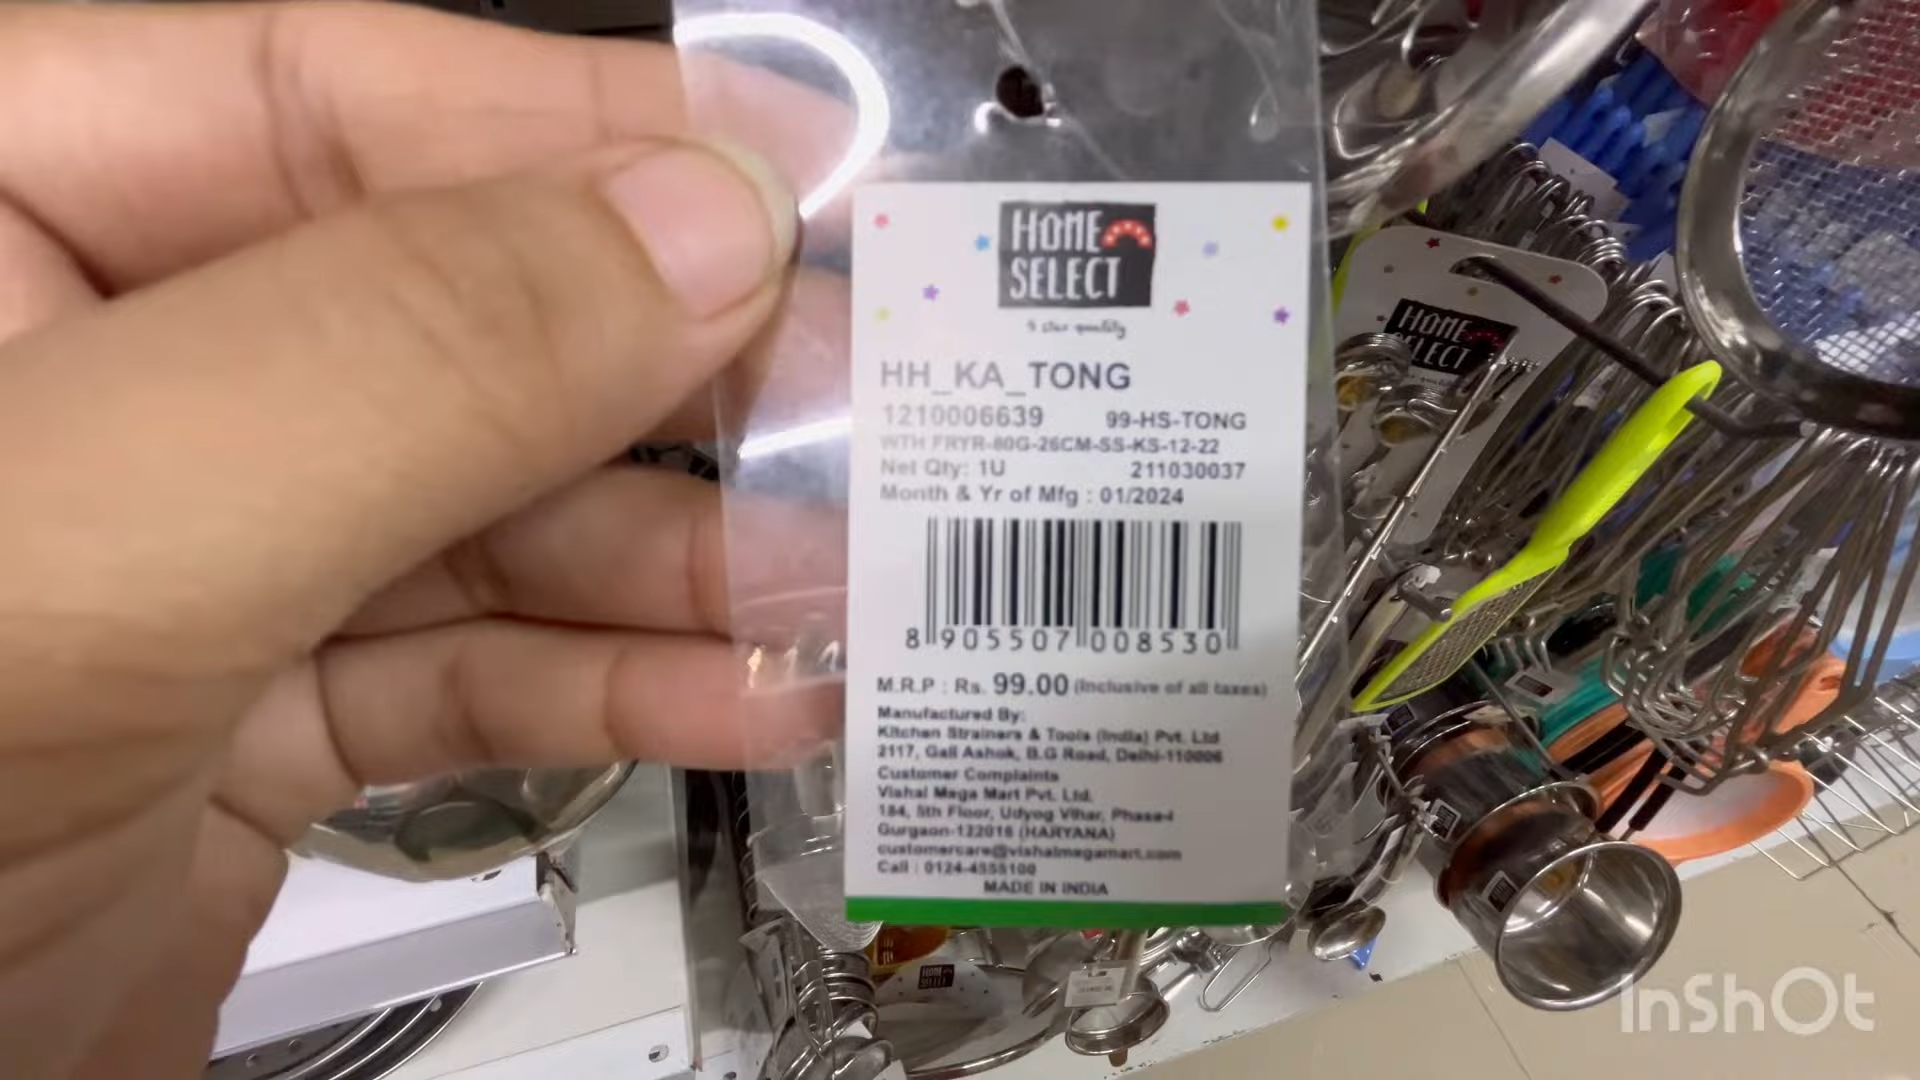 HOME
SELECT
5 star quality
HH_KA_TONG
1210006639 99-HS-TONG
WTH FRYR-80G-26CM-SS-KS-12-22
Net Qty: 1U 211030037
Month & Yr of Mfg : 01/2024
8 905507 008530
M.R.P : Rs. 99.00 (Inclusive of all taxes)
Manufactured By:
Kitchen Strainers & Tools (India) Pvt. Ltd
2117, Gali Ashok, B.G Road, Delhi-110006
Customer Complaints
Vishal Mega Mart Pvt. Ltd.
184, 5th Floor, Udyog Vihar, Phase-I
Gurgaon-122016 (HARYANA)
customercare@vishalmegamart.com
Call : 0124-4555100
MADE IN INDIA
HOME
SELECT
HOME
SELECT
InShOt